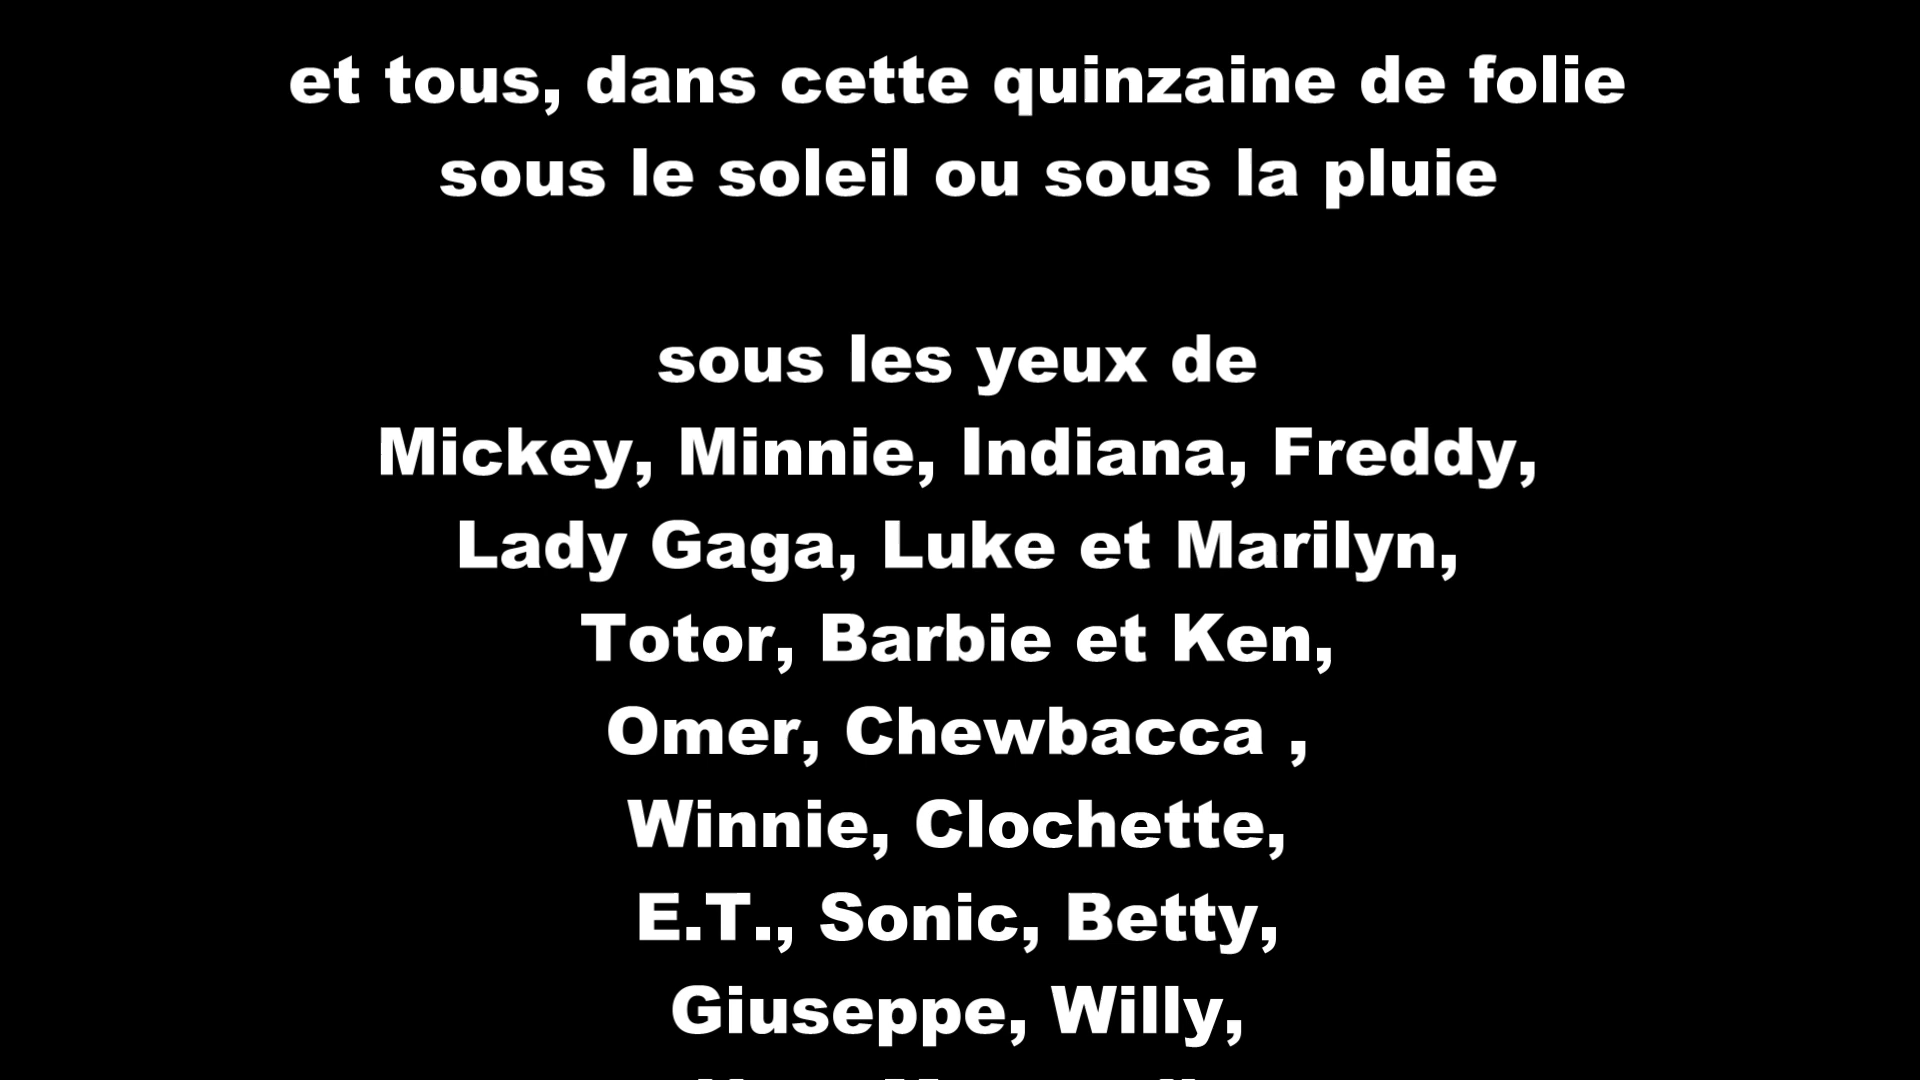 et tous, dans cette quinzaine de folie
sous le soleil ou sous la pluie
sous les yeux de
Mickey, Minnie, Indiana, Freddy,
Lady Gaga, Luke et Marilyn,
Totor, Barbie et Ken,
Omer, Chewbacca ,
Winnie, Clochette,
E.T., Sonic, Betty,
Giuseppe, Willy,